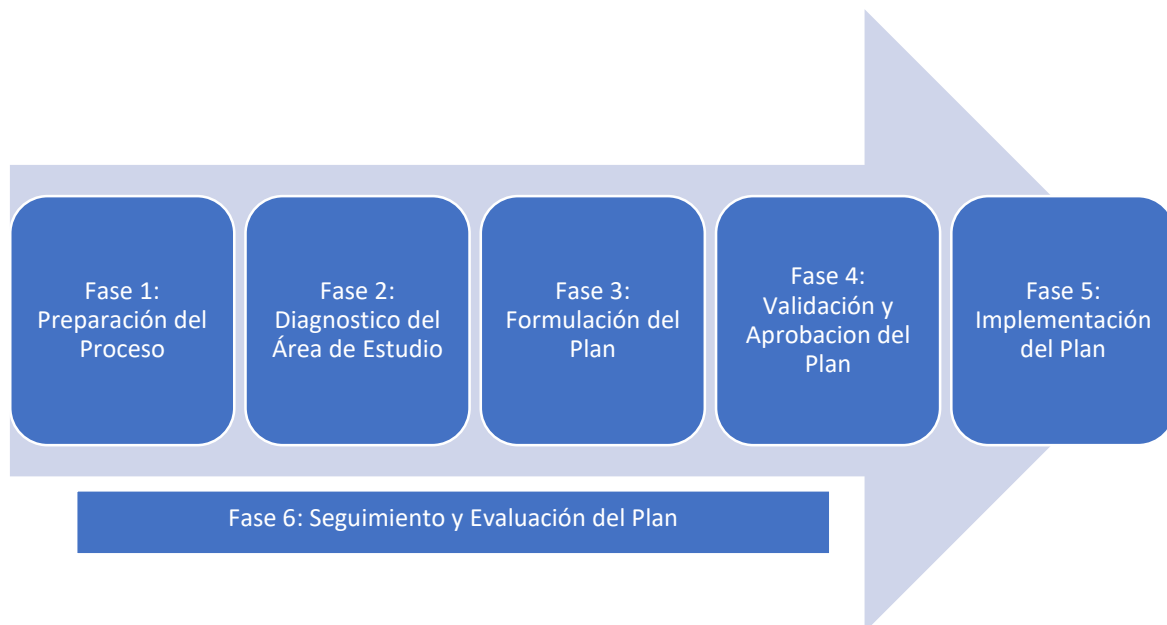 Fase 1:
Preparación del
Proceso
Fase 2:
Diagnostico del
Área de Estudio
Fase 3:
Formulación del
Plan
Fase 4:
Validación y
Aprobacion del
Plan
Fase 5:
Implementación
del Plan
Fase 6: Seguimiento y Evaluación del Plan